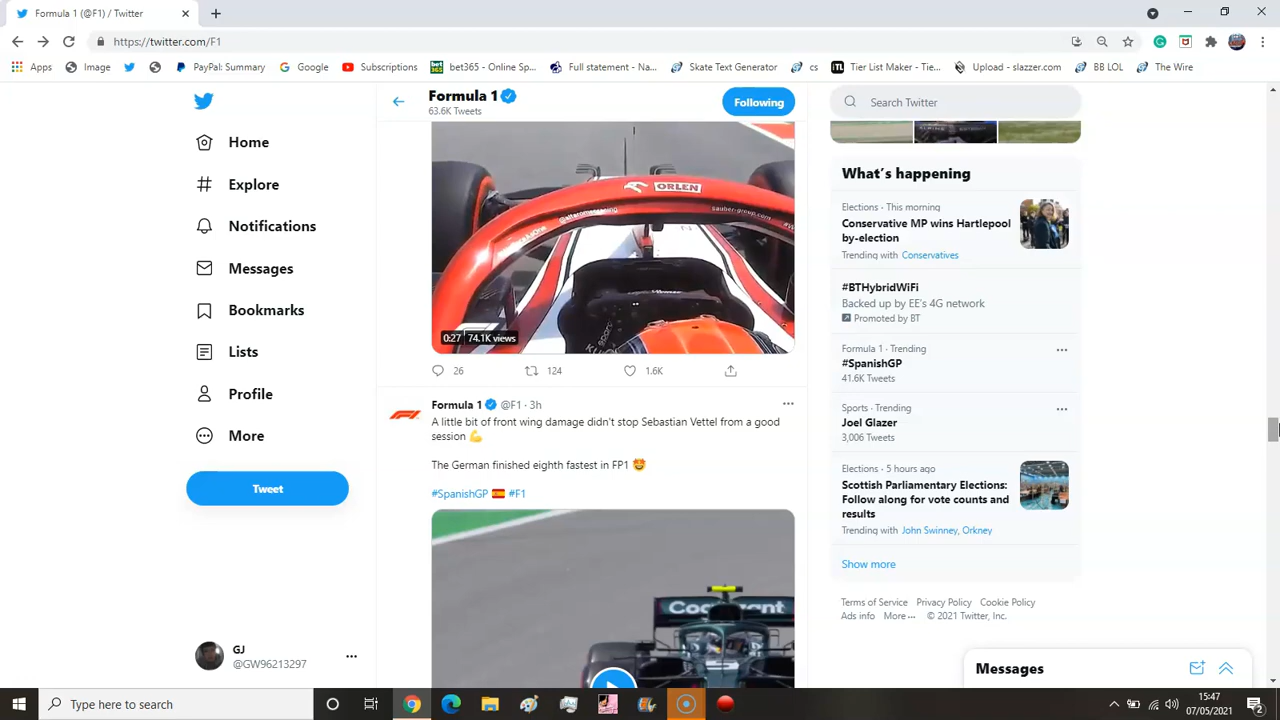 Formula 1 (@F1) / Twitter
https://twitter.com/F1
Apps
Image
PayPal: Summary
Google
Subscriptions
bet365 - Online Sp...
Full statement - Na...
Skate Text Generator
cs
Tier List Maker - Tie...
Upload - slazzer.com
BB LOL
The Wire
Home
Explore
Notifications
Messages
Bookmarks
Lists
Profile
More
Tweet
GJ
@GW96213297
Formula 1
63.6K Tweets
Following
ORLEN
sauber-group.com
0:27 74.1K views
26 124 1.6K
Formula 1 @F1 · 3h
A little bit of front wing damage didn't stop Sebastian Vettel from a good
session 💪
The German finished eighth fastest in FP1 🤩
#SpanishGP 🇪🇸 #F1
Cognizant
Search Twitter
What's happening
Elections · This morning
Conservative MP wins Hartlepool
by-election
Trending with Conservatives
#BTHybridWiFi
Backed up by EE's 4G network
Promoted by BT
Formula 1 · Trending
#SpanishGP
41.6K Tweets
Sports · Trending
Joel Glazer
3,006 Tweets
Elections · 5 hours ago
Scottish Parliamentary Elections:
Follow along for vote counts and
results
Trending with John Swinney, Orkney
Show more
Terms of Service Privacy Policy Cookie Policy
Ads info More ··· © 2021 Twitter, Inc.
Messages
Type here to search
15:47
07/05/2021
2